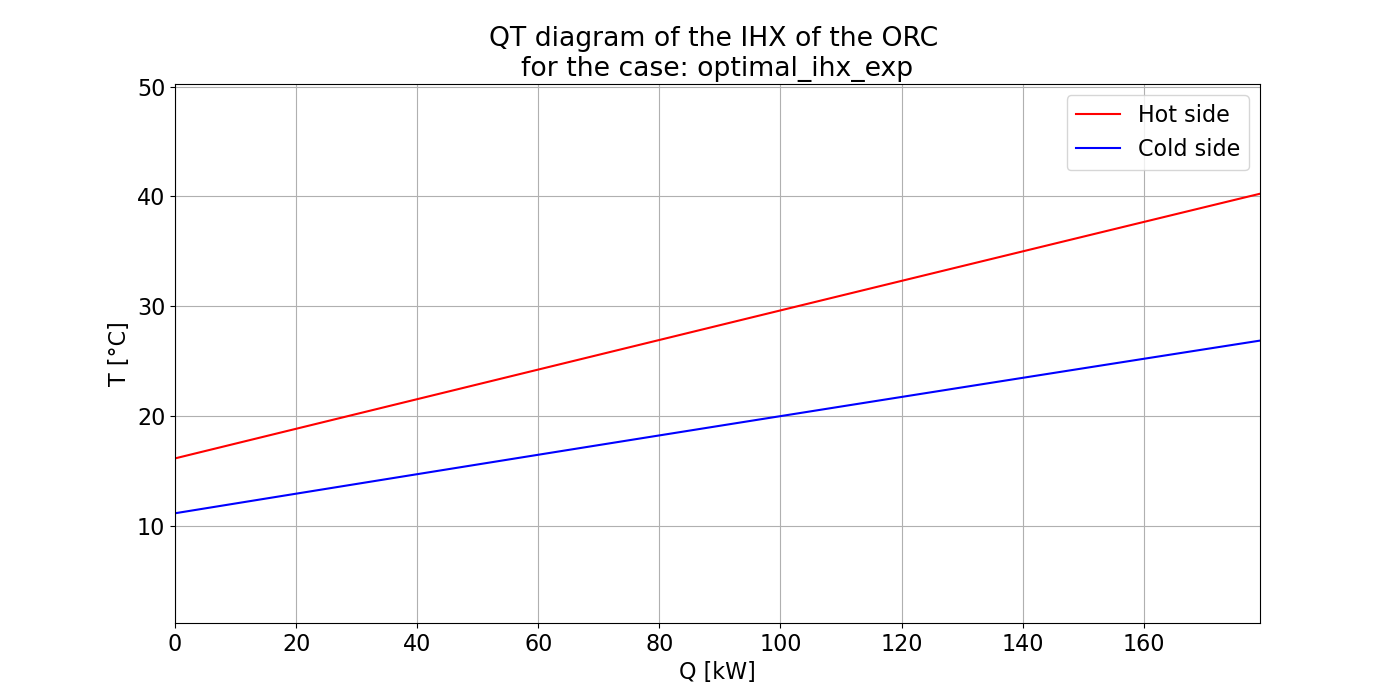 QT diagram of the IHX of the ORC
for the case: optimal_ihx_exp
50
40
30
20
10
T [°C]
Hot side
Cold side
0 20 40 60 80 100 120 140 160
Q [kW]